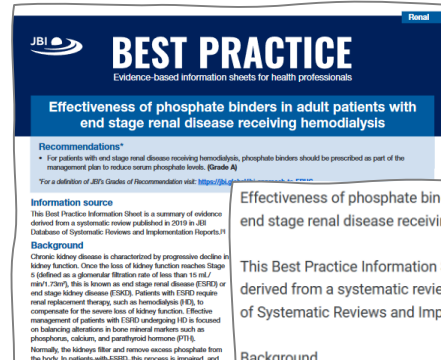 Renal
JBI
BEST PRACTICE
Evidence-based information sheets for health professionals
Effectiveness of phosphate binders in adult patients with
end stage renal disease receiving hemodialysis
Recommendations*
• For patients with end stage renal disease receiving hemodialysis, phosphate binders should be prescribed as part of the
management plan to reduce serum phosphate levels. (Grade A)
*For a definition of JBI's Grades of Recommendation visit:
Information source
This Best Practice Information Sheet is a summary of evidence
derived from a systematic review published in 2019 in JBI
Database of Systematic Reviews and Implementation Reports.
Background
Chronic kidney disease is characterized by progressive decline in
kidney function. Once the loss of kidney function reaches Stage
5 (defined as a glomerular filtration rate of less than 15 mL/
min/1.73m²), this is known as end stage renal disease (ESRD) or
end stage kidney disease (ESKD). Patients with ESRD require
renal replacement therapy, such as hemodialysis (HD), to
compensate for the severe loss of kidney function. Effective
management of patients with ESRD undergoing HD is focused
on balancing alterations in bone mineral markers such as
phosphorus, calcium, and parathyroid hormone (PTH).
Normally, the kidneys filter and remove excess phosphate from
the body. In patients with ESRD, this process is impaired, and
Effectiveness of phosphate bin
end stage renal disease receivi
This Best Practice Information
derived from a systematic revie
of Systematic Reviews and Imp
Background